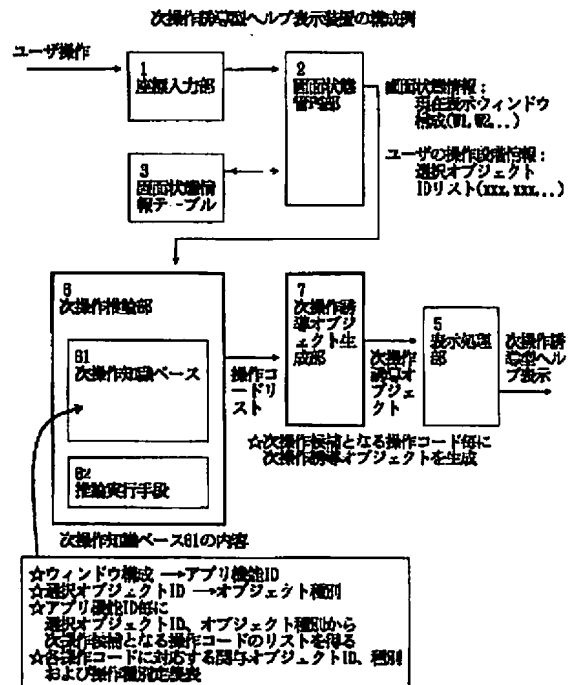 次操作誘導型ヘルプ表示装置の構成例
ユーザ操作
1
座標入力部
2
画面状態
管理部
画面状態情報:
現在表示ウィンドウ
構成(W1,W2...)
ユーザの操作段階情報:
選択オブジェクト
IDリスト(xxx,xxx,...)
3
画面状態情
報テーブル
6
次操作推論部
61
次操作知識ベース
62
推論実行手段
操作コ
ードリ
スト
7
次操作誘
導オブジ
ェクト生
成部
次操作
誘導オ
ブジェ
クト
5
表示処理
部
次操作誘
導型ヘル
プ表示
☆次操作候補となる操作コード毎に
次操作誘導オブジェクトを生成
次操作知識ベース61の内容
☆ウィンドウ構成→アプリ機能ID
☆選択オブジェクトID→オブジェクト種別
☆アプリ機能ID毎に
選択オブジェクトID、オブジェクト種別から
次操作候補となる操作コードのリストを得る
☆各操作コードに対応する関与オブジェクトID、種別
および操作種別定義表